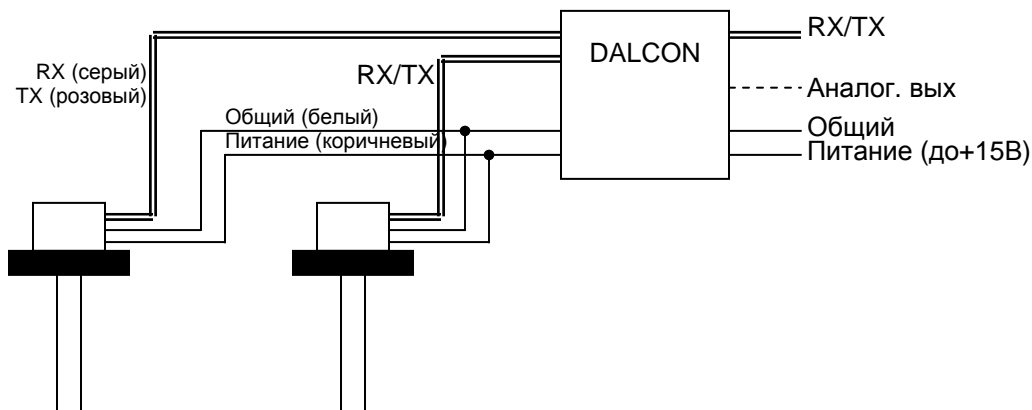 RX/TX
DALCON
RX (серый)
TX (розовый)
RX/TX
Аналог. вых
Общий (белый)
Общий
Питание (коричневый)
Питание (до+15В)